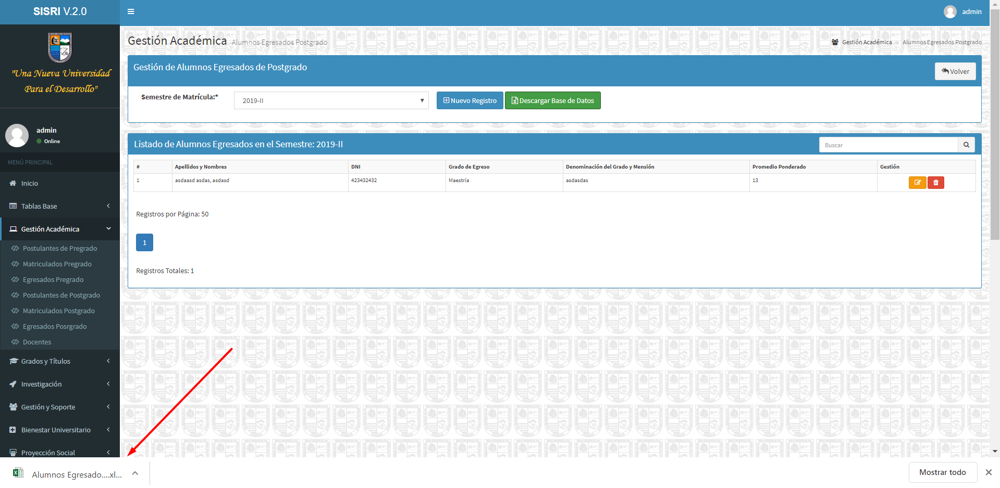 SISRI V.2.0
admin
"Una Nueva Universidad
Para el Desarrollo"
admin
Online
MENÚ PRINCIPAL
Inicio
Tablas Base
Gestión Académica
Postulantes de Pregrado
Matriculados Pregrado
Egresados Pregrado
Postulantes de Postgrado
Matriculados Postgrado
Egresados Posrgrado
Docentes
Grados y Títulos
Investigación
Gestión y Soporte
Bienestar Universitario
Proyección Social
Gestión Académica Alumnos Egresados Postgrado
Gestión Académica Alumnos Egresados Postgrado
Gestión de Alumnos Egresados de Postgrado
Volver
Semestre de Matrícula:* 2019-II Nuevo Registro Descargar Base de Datos
Listado de Alumnos Egresados en el Semestre: 2019-II
Buscar
# Apellidos y Nombres DNI Grado de Egreso Denominación del Grado y Mensión Promedio Ponderado Gestión
1 asdaasd asdas, asdasd 423432432 Maestría asdasdas 13
Registros por Página: 50
1
Registros Totales: 1
Alumnos Egresado....xl...
Mostrar todo